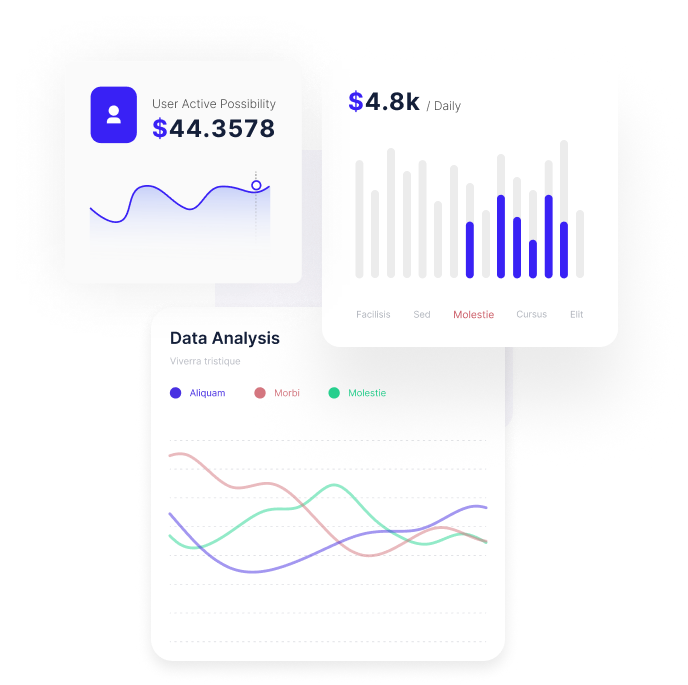 User Active Possibility
$44.3578
$4.8k / Daily
Facilisis Sed Molestie Cursus Elit
Data Analysis
Viverra tristique
Aliquam Morbi Molestie